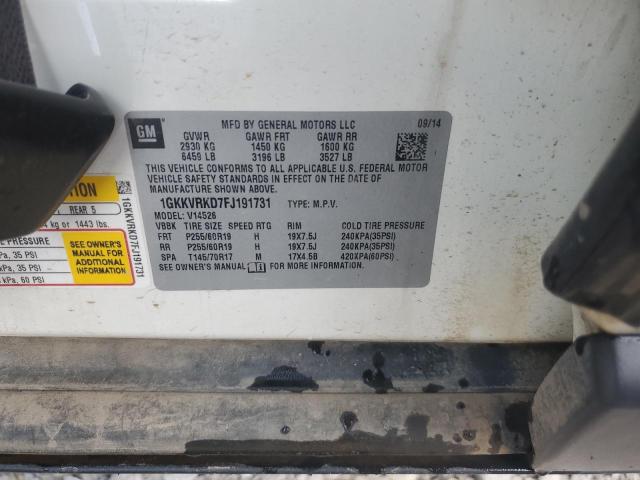 GM
MFD BY GENERAL MOTORS LLC 09/14
GVWR GAWR FRT GAWR RR
2930 KG 1450 KG 1600 KG
6459 LB 3196 LB 3527 LB
THIS VEHICLE CONFORMS TO ALL APPLICABLE U.S. FEDERAL MOTOR
VEHICLE SAFETY STANDARDS IN EFFECT ON THE DATE OF
MANUFACTURE SHOWN ABOVE.
1GKKVRKD7FJ191731 TYPE: M.P.V.
MODEL: V14526
VBBK TIRE SIZE SPEED RTG RIM COLD TIRE PRESSURE
FRT P255/60R19 H 19X7.5J 240KPA(35PSI)
RR P255/60R19 H 19X7.5J 240KPA(35PSI)
SPA T145/70R17 M 17X4.5B 420KPA(60PSI)
SEE OWNER'S MANUAL FOR MORE INFORMATION.
REAR 5
kg or 1443 lbs.
PRESSURE
kPa, 35 PSI
kPa, 35 PSI
kPa, 60 PSI
SEE OWNER'S
MANUAL FOR
ADDITIONAL
INFORMATION
1GKKVRKD7FJ191731